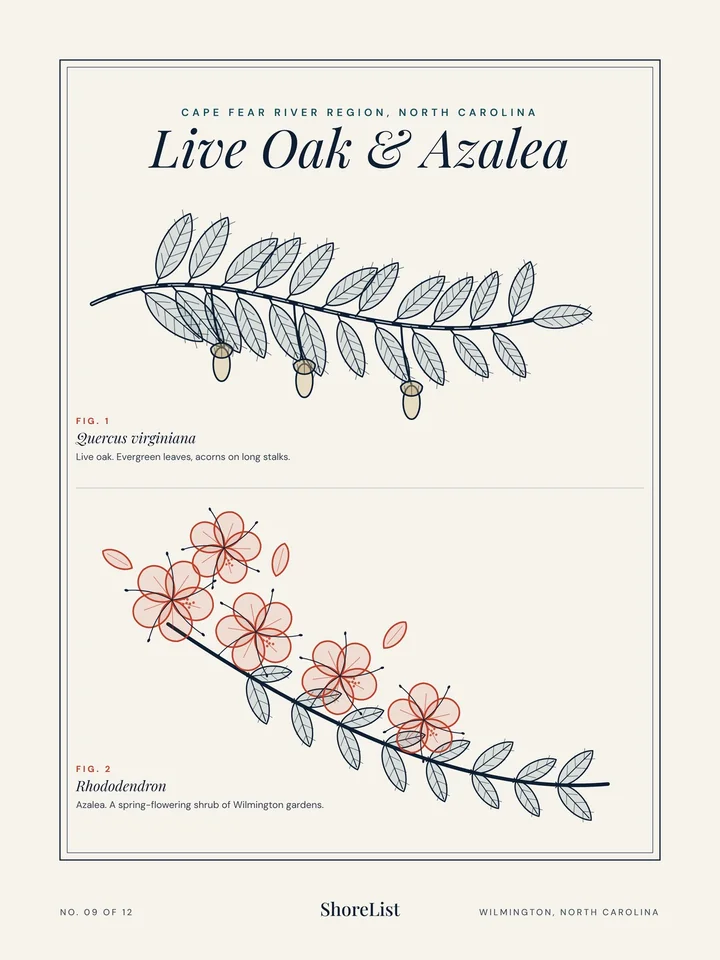 CAPE FEAR RIVER REGION, NORTH CAROLINA
Live Oak & Azalea
FIG. 1
Quercus virginiana
Live oak. Evergreen leaves, acorns on long stalks.
FIG. 2
Rhododendron
Azalea. A spring-flowering shrub of Wilmington gardens.
NO. 09 OF 12
ShoreList
WILMINGTON, NORTH CAROLINA